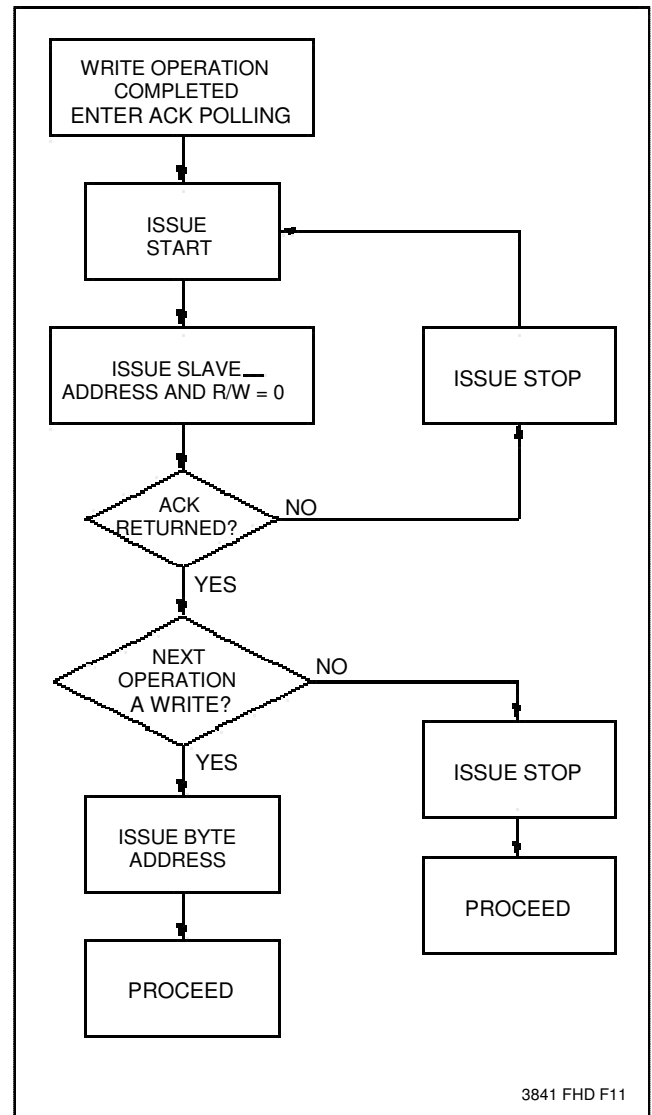 WRITE OPERATION
COMPLETED
ENTER ACK POLLING
ISSUE
START
ISSUE SLAVE
ADDRESS AND R/W = 0
ISSUE STOP
ACK
RETURNED?
NO
YES
NEXT
OPERATION
A WRITE?
NO
YES
ISSUE STOP
ISSUE BYTE
ADDRESS
PROCEED
PROCEED
3841 FHD F11